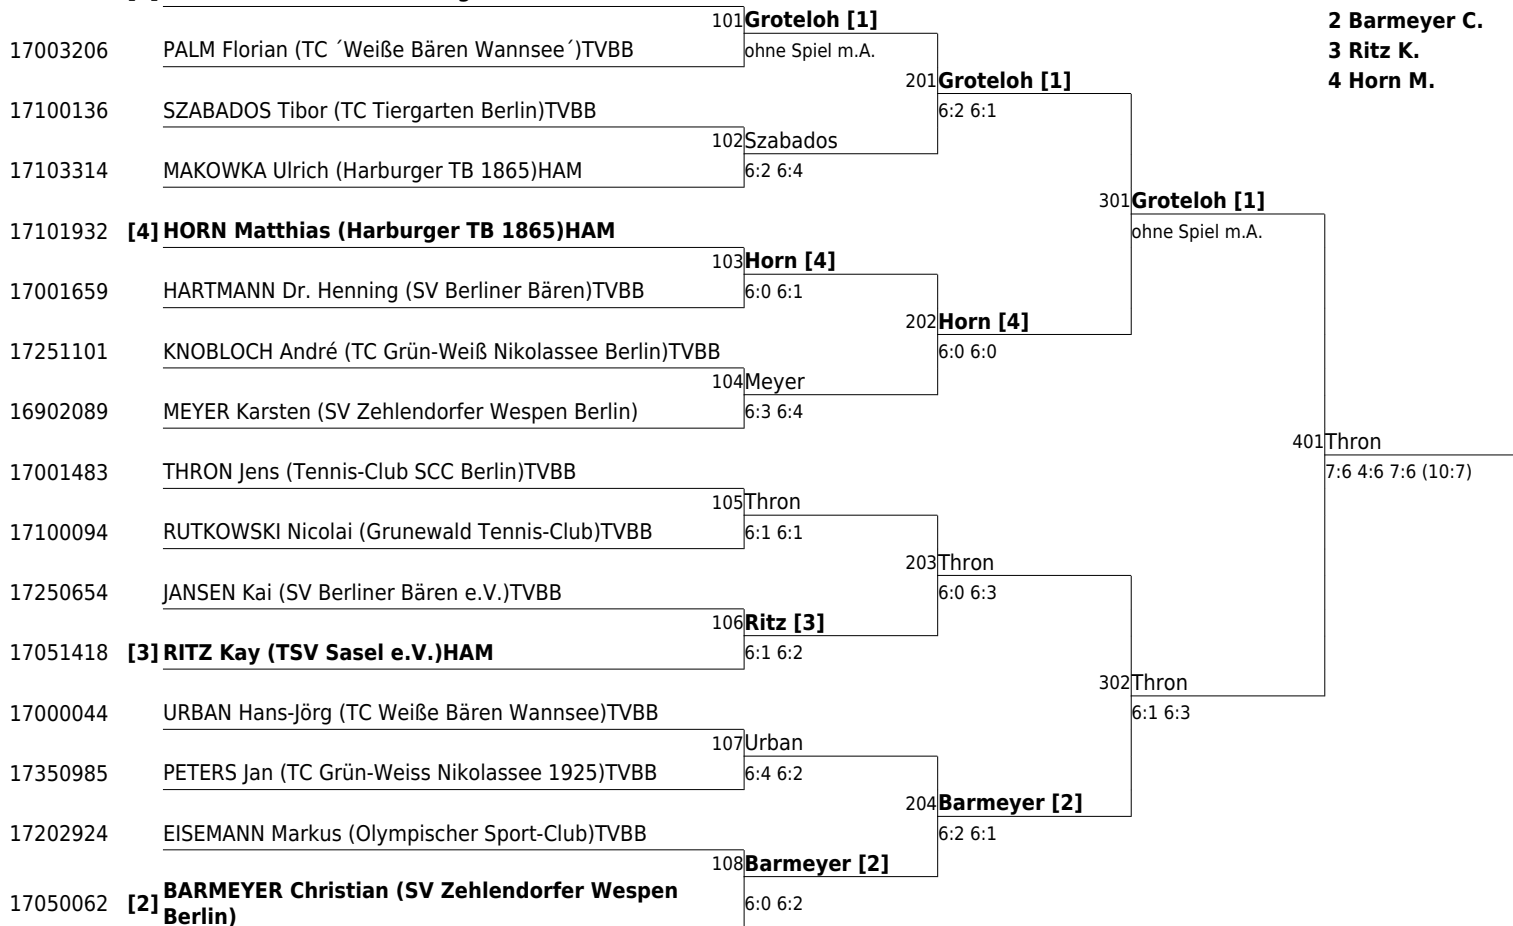 101 Groteloh [1]
2 Barmeyer C.
17003206 PALM Florian (TC ´Weiße Bären Wannsee´)TVBB
ohne Spiel m.A.
3 Ritz K.
201 Groteloh [1]
4 Horn M.
17100136 SZABADOS Tibor (TC Tiergarten Berlin)TVBB
6:2 6:1
102 Szabados
17103314 MAKOWKA Ulrich (Harburger TB 1865)HAM
6:2 6:4
301 Groteloh [1]
17101932 [4] HORN Matthias (Harburger TB 1865)HAM
ohne Spiel m.A.
103 Horn [4]
17001659 HARTMANN Dr. Henning (SV Berliner Bären)TVBB
6:0 6:1
202 Horn [4]
17251101 KNOBLOCH André (TC Grün-Weiß Nikolassee Berlin)TVBB
6:0 6:0
104 Meyer
16902089 MEYER Karsten (SV Zehlendorfer Wespen Berlin)
6:3 6:4
401 Thron
17001483 THRON Jens (Tennis-Club SCC Berlin)TVBB
7:6 4:6 7:6 (10:7)
105 Thron
17100094 RUTKOWSKI Nicolai (Grunewald Tennis-Club)TVBB
6:1 6:1
203 Thron
17250654 JANSEN Kai (SV Berliner Bären e.V.)TVBB
6:0 6:3
106 Ritz [3]
17051418 [3] RITZ Kay (TSV Sasel e.V.)HAM
6:1 6:2
302 Thron
17000044 URBAN Hans-Jörg (TC Weiße Bären Wannsee)TVBB
6:1 6:3
107 Urban
17350985 PETERS Jan (TC Grün-Weiss Nikolassee 1925)TVBB
6:4 6:2
204 Barmeyer [2]
17202924 EISEMANN Markus (Olympischer Sport-Club)TVBB
6:2 6:1
108 Barmeyer [2]
17050062 [2] BARMEYER Christian (SV Zehlendorfer Wespen
Berlin)
6:0 6:2